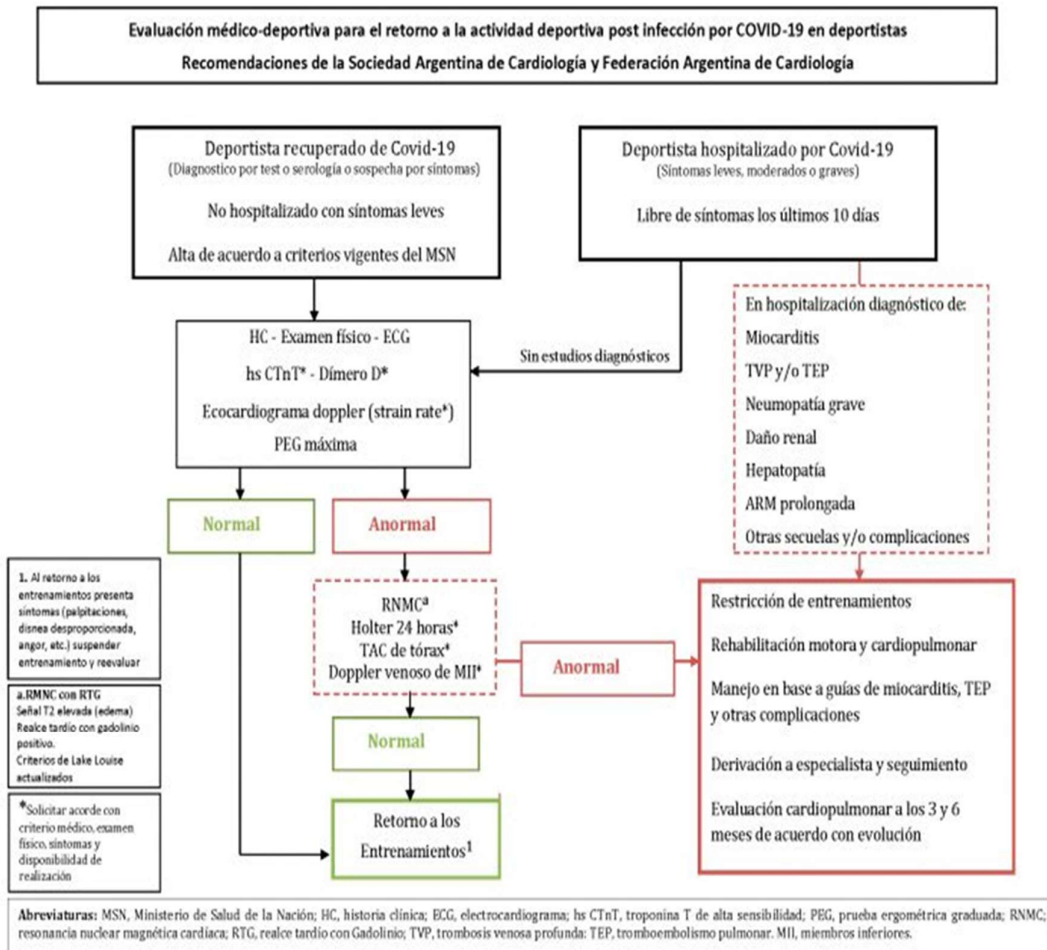 Evaluación médico-deportiva para el retorno a la actividad deportiva post infección por COVID-19 en deportistas
Recomendaciones de la Sociedad Argentina de Cardiología y Federación Argentina de Cardiología
Deportista recuperado de Covid-19
(Diagnostico por test o serología o sospecha por síntomas)
No hospitalizado con síntomas leves
Alta de acuerdo a criterios vigentes del MSN
Deportista hospitalizado por Covid-19
(Síntomas leves, moderados o graves)
Libre de síntomas los últimos 10 días
HC - Examen físico - ECG
hs CTnT* - Dímero D*
Ecocardiograma doppler (strain rate*)
PEG máxima
Sin estudios diagnósticos
En hospitalización diagnóstico de:
Miocarditis
TVP y/o TEP
Neumopatía grave
Daño renal
Hepatopatía
ARM prolongada
Otras secuelas y/o complicaciones
Normal
Anormal
RNMCa
Holter 24 horas*
TAC de tórax*
Doppler venoso de MII*
Anormal
Normal
Retorno a los
Entrenamientos1
Restricción de entrenamientos
Rehabilitación motora y cardiopulmonar
Manejo en base a guías de miocarditis, TEP
y otras complicaciones
Derivación a especialista y seguimiento
Evaluación cardiopulmonar a los 3 y 6
meses de acuerdo con evolución
1. Al retorno a los
entrenamientos presenta
síntomas (palpitaciones,
disnea desproporcionada,
angor, etc.) suspender
entrenamiento y reevaluar
a.RMNC con RTG
Señal T2 elevada (edema)
Realce tardío con gadolinio
positivo.
Criterios de Lake Louise
actualizados
*Solicitar acorde con
criterio médico, examen
físico, síntomas y
disponibilidad de
realización
Abreviaturas: MSN, Ministerio de Salud de la Nación; HC, historia clínica; ECG, electrocardiograma; hs CTnT, troponina T de alta sensibilidad; PEG, prueba ergométrica graduada; RNMC;
resonancia nuclear magnética cardíaca; RTG, realce tardío con Gadolinio; TVP, trombosis venosa profunda: TEP, tromboembolismo pulmonar. MII, miembros inferiores.